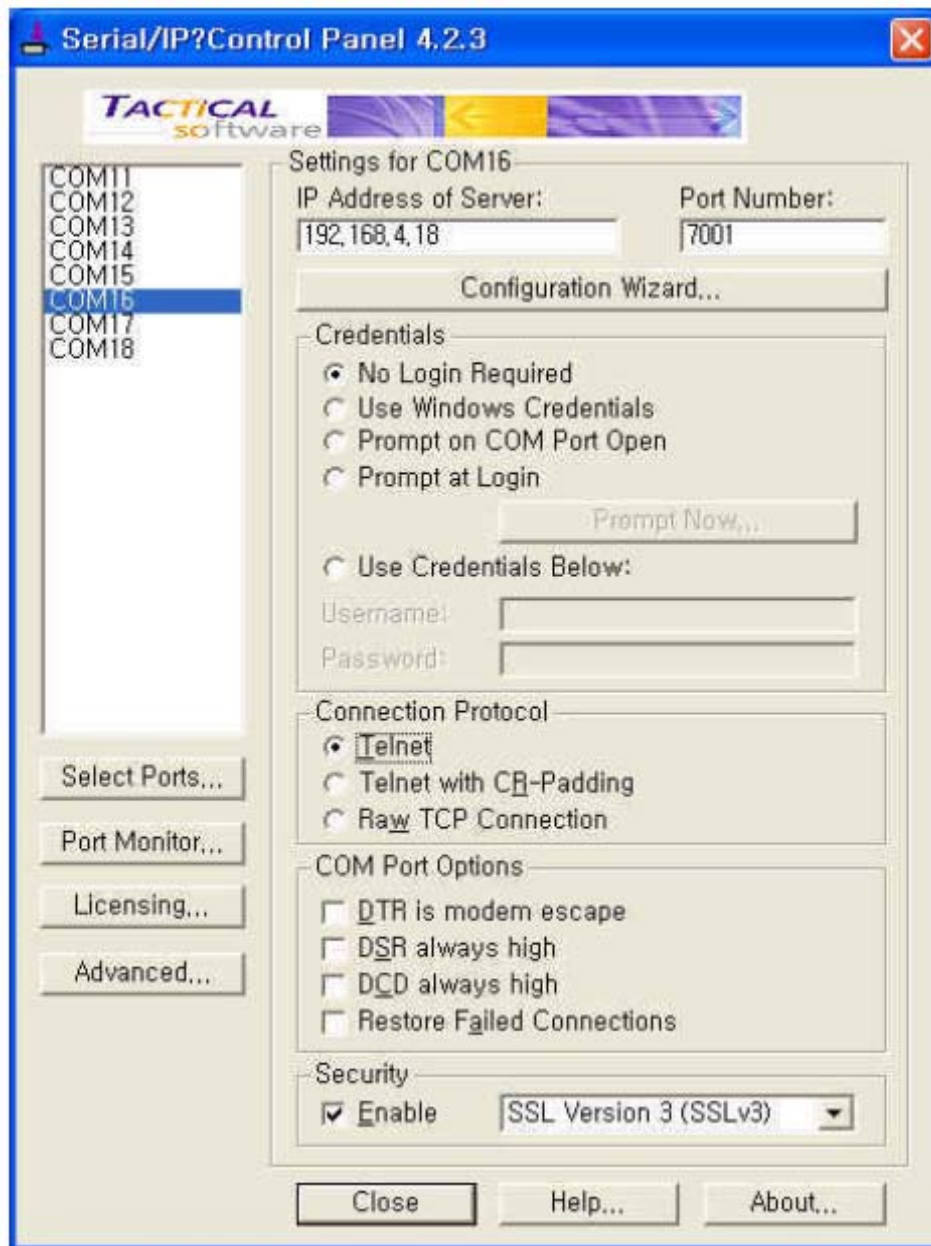 Serial/IP?Control Panel 4.2.3
TACTICAL
software
COM11
COM12
COM13
COM14
COM15
COM16
COM17
COM18
Select Ports...
Port Monitor...
Licensing...
Advanced...
Settings for COM16
IP Address of Server: Port Number:
192.168.4.18 7001
Configuration Wizard...
Credentials
No Login Required
Use Windows Credentials
Prompt on COM Port Open
Prompt at Login
Prompt Now...
Use Credentials Below:
Username:
Password:
Connection Protocol
Telnet
Telnet with CR-Padding
Raw TCP Connection
COM Port Options
DTR is modem escape
DSR always high
DCD always high
Restore Failed Connections
Security
Enable SSL Version 3 (SSLv3)
Close Help... About...